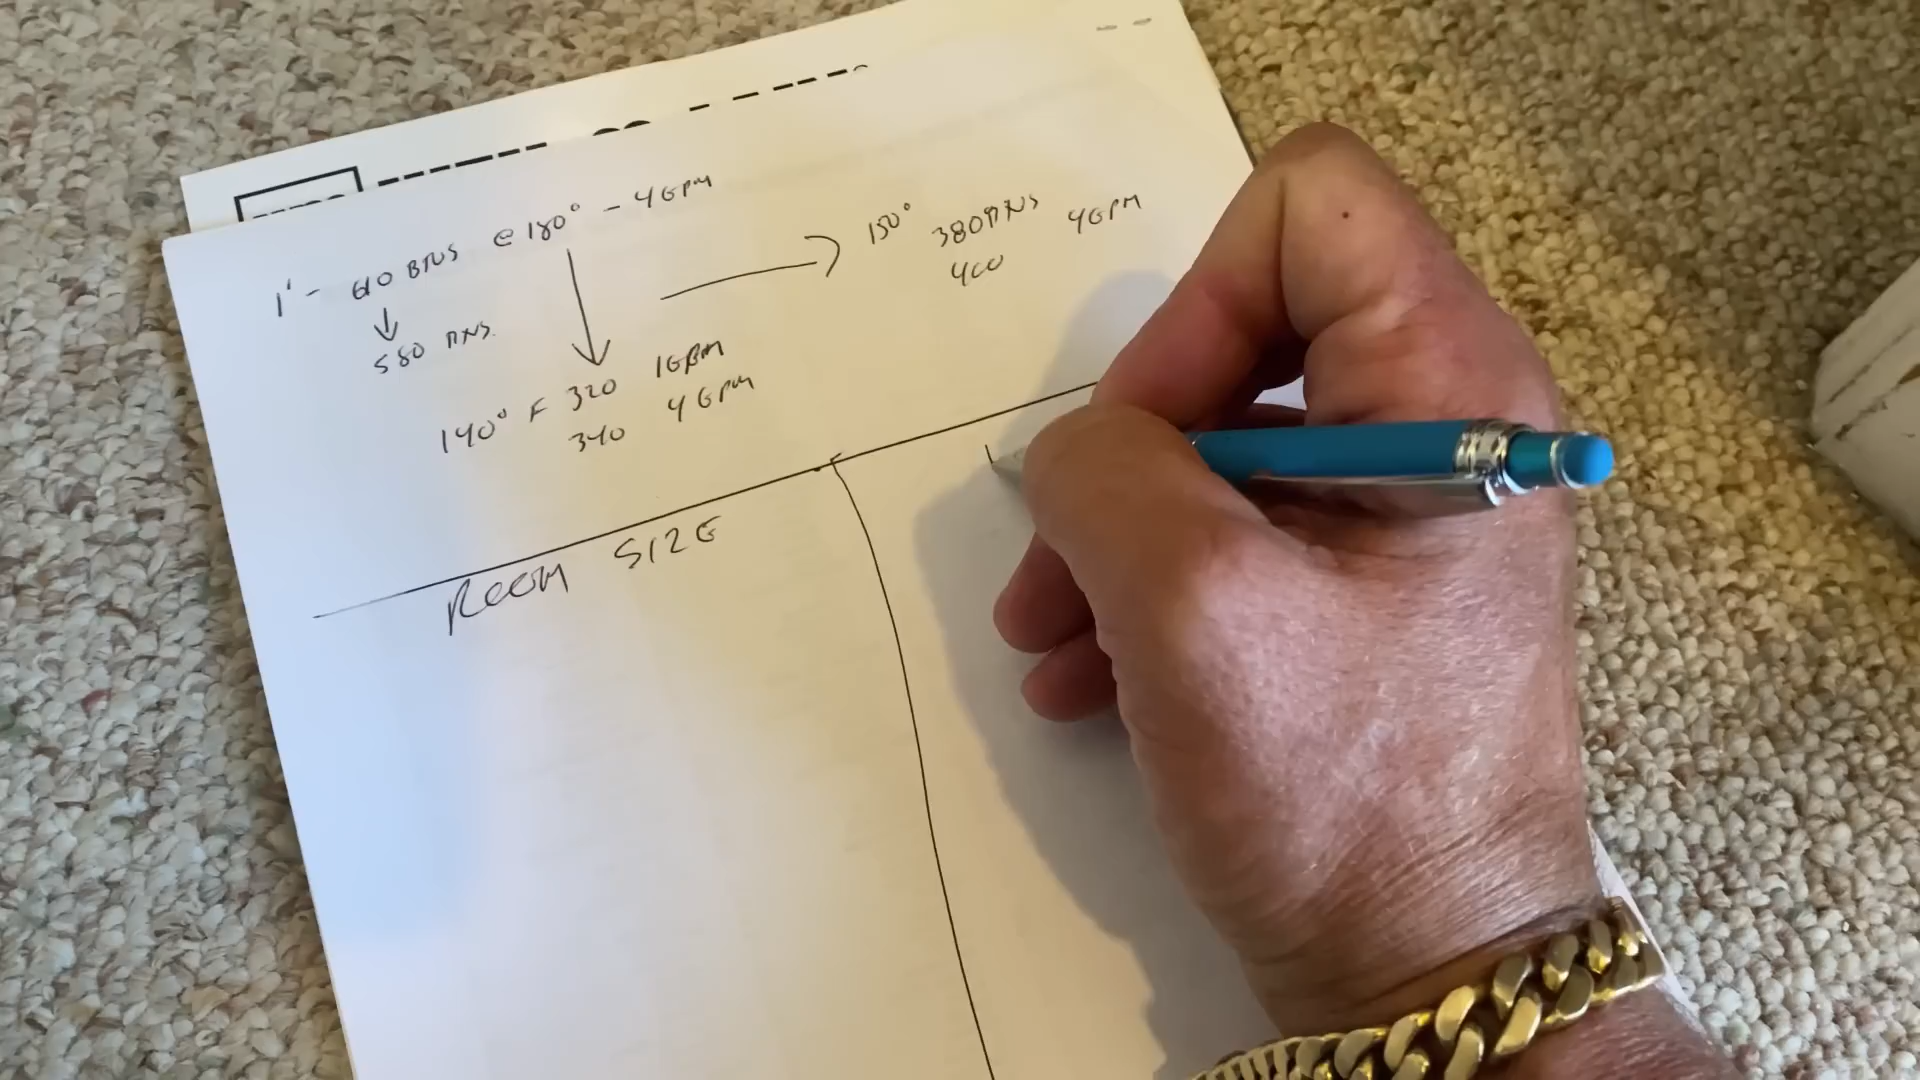 1' - 610 BTUS @ 180° - 4GPM
580 BTUS.
140° F 320 1GPM
340 4GPM
150° 380BTUS 4GPM
400
ROOM SIZE